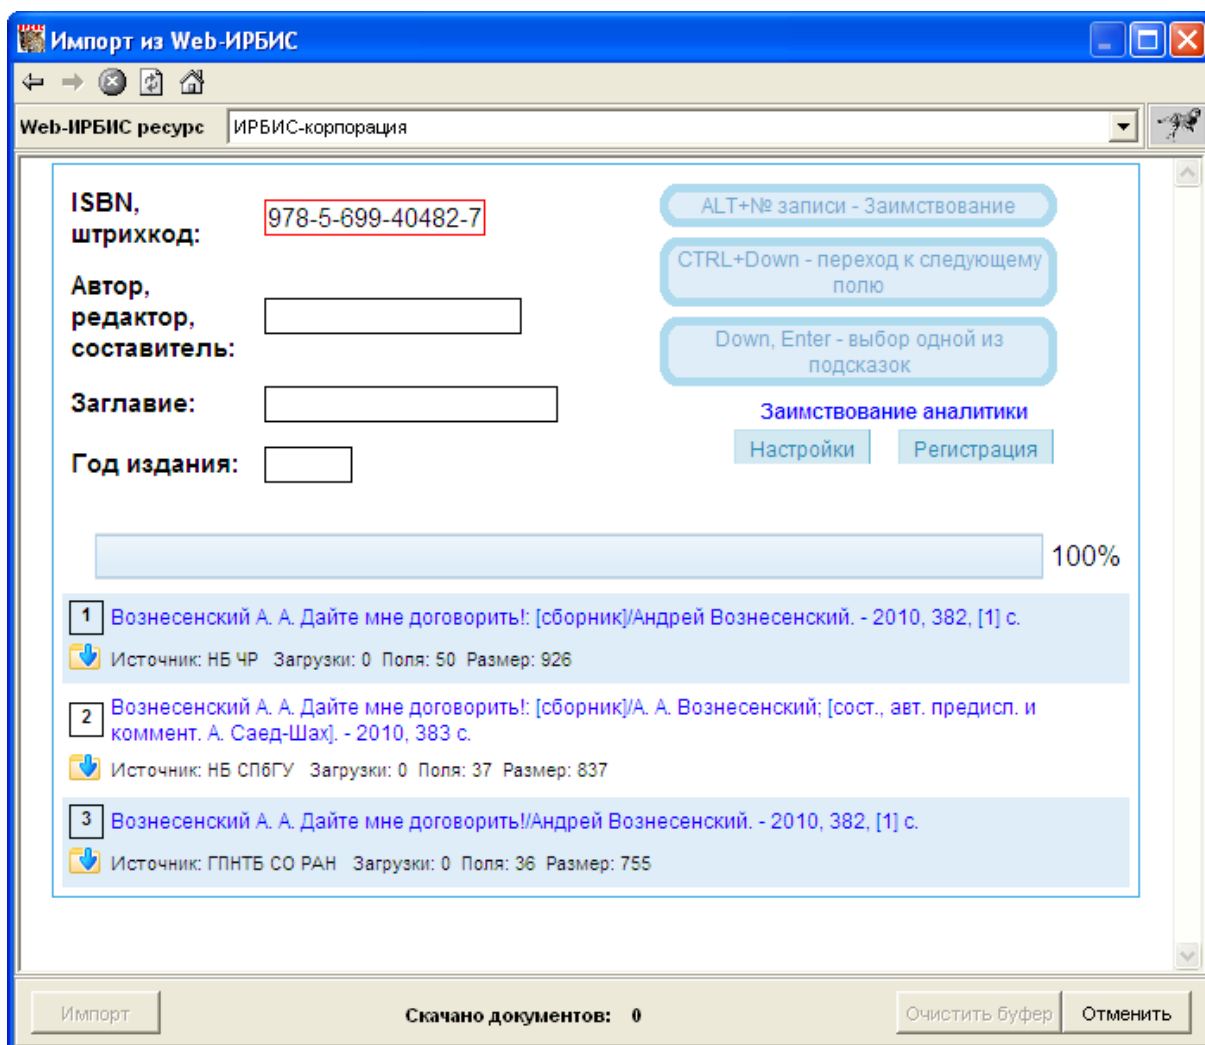 Импорт из Web-ИРБИС
Web-ИРБИС ресурс ИРБИС-корпорация
ISBN,
штрихкод:
978-5-699-40482-7
ALT+№ записи - Заимствование
CTRL+Down - переход к следующему
полю
Автор,
редактор,
составитель:
Down, Enter - выбор одной из
подсказок
Заглавие:
Заимствование аналитики
Настройки Регистрация
Год издания:
100%
1 Вознесенский А. А. Дайте мне договорить!: [сборник]/Андрей Вознесенский. - 2010, 382, [1] с.
Источник: НБ ЧР Загрузки: 0 Поля: 50 Размер: 926
2 Вознесенский А. А. Дайте мне договорить!: [сборник]/А. А. Вознесенский; [сост., авт. предисп. и
коммент. А. Саед-Шах]. - 2010, 383 с.
Источник: НБ СПбГУ Загрузки: 0 Поля: 37 Размер: 837
3 Вознесенский А. А. Дайте мне договорить!/Андрей Вознесенский. - 2010, 382, [1] с.
Источник: ГПНТБ СО РАН Загрузки: 0 Поля: 36 Размер: 755
Импорт Скачано документов: 0 Очистить буфер Отменить